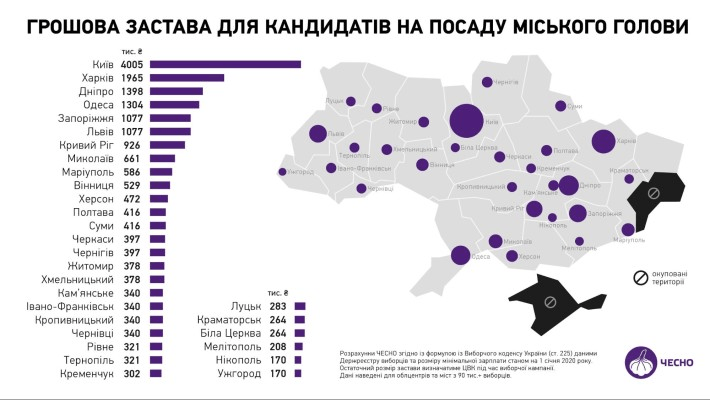 ГРОШОВА ЗАСТАВА ДЛЯ КАНДИДАТІВ НА ПОСАДУ МІСЬКОГО ГОЛОВИ
тис. ₴
Київ 4005
Харків 1965
Дніпро 1398
Одеса 1304
Запоріжжя 1077
Львів 1077
Кривий Ріг 926
Миколаїв 661
Маріуполь 586
Вінниця 529
Херсон 472
Полтава 416
Суми 416
Черкаси 397
Чернігів 397
Житомир 378
Хмельницький 378
Кам'янське 340
Івано-Франківськ 340
Кропивницький 340
Чернівці 340
Рівне 321
Тернопіль 321
Кременчук 302
тис. ₴
Луцьк 283
Краматорськ 264
Біла Церква 264
Мелітополь 208
Нікополь 170
Ужгород 170
Чернігів
Луцьк
Рівне
Суми
Житомир
Київ
Львів
Харків
Тернопіль
Хмельницький
Біла Церква
Полтава
Черкаси
Ужгород
Івано-Франківськ
Вінниця
Кременчук
Краматорськ
Чернівці
Кропивницький
Кам'янське
Дніпро
Кривий Ріг
Запоріжжя
Нікополь
Маріуполь
Миколаїв
Мелітополь
Одеса
Херсон
окуповані
території
Розрахунки ЧЕСНО згідно із формулою із Виборчого кодексу України (ст. 225) даними
Держреєстру виборців та розміру мінімальної зарплати станом на 1 січня 2020 року.
Остаточний розмір застави визначатиме ЦВК під час виборчої кампанії.
Дані наведені для облцентрів та міст з 90 тис.+ виборців.
ЧЕСНО